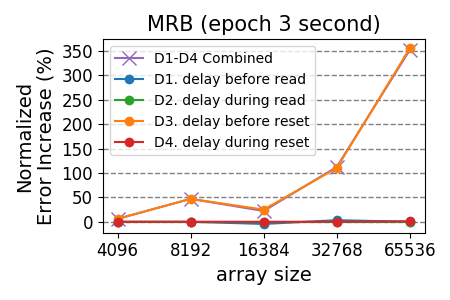 MRB (epoch 3 second)
Normalized
Error Increase (%)
350
300
250
200
150
100
50
0
D1-D4 Combined
D1. delay before read
D2. delay during read
D3. delay before reset
D4. delay during reset
4096 8192 16384 32768 65536
array size